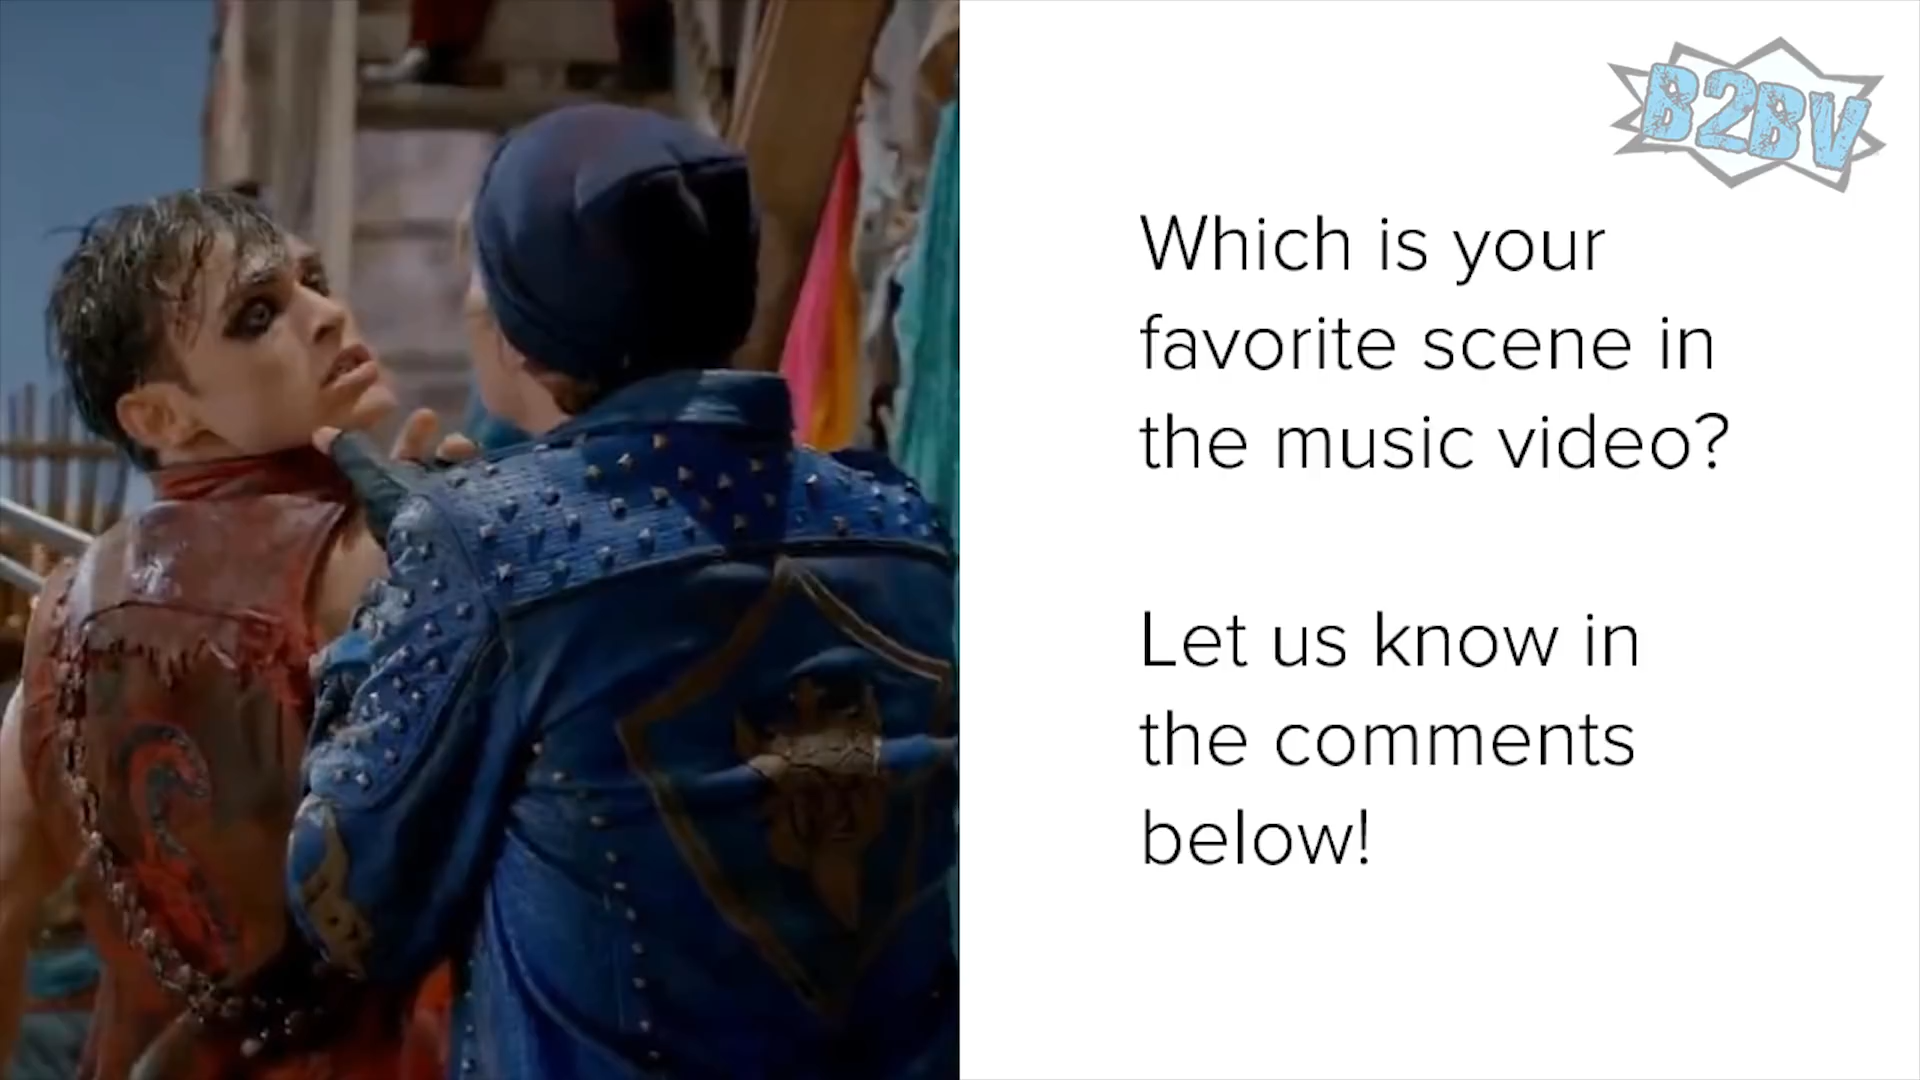 B2BV
Which is your
favorite scene in
the music video?
Let us know in
the comments
below!